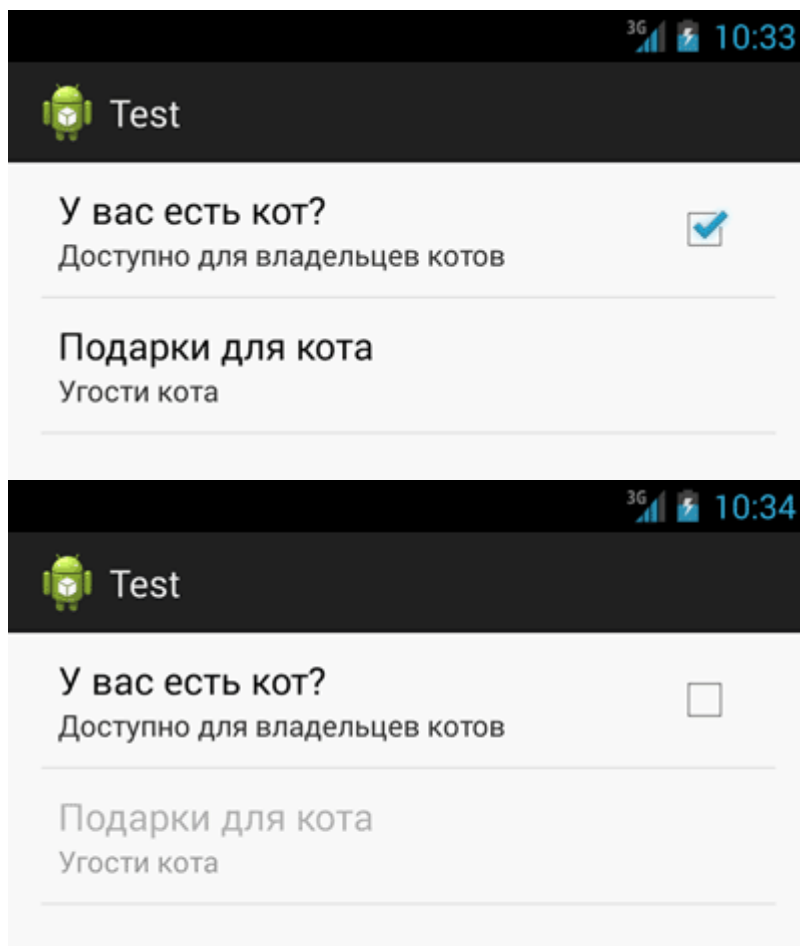 3G 10:33
Test
У вас есть кот?
Доступно для владельцев котов
Подарки для кота
Угости кота
3G 10:34
Test
У вас есть кот?
Доступно для владельцев котов
Подарки для кота
Угости кота